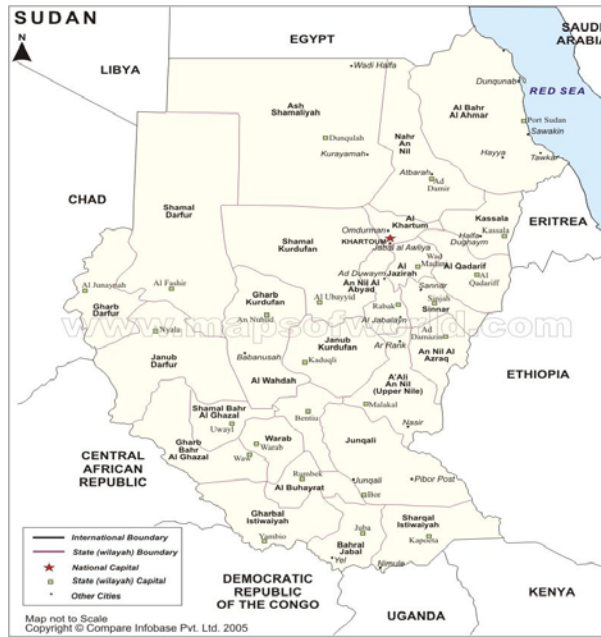 SUDAN
N
EGYPT
SAUDI
ARABIA
LIBYA
Wadi Halfa
Dunqunab
RED SEA
Ash
Shamaliyah
Al Bahr
Al Ahmar
Port Sudan
Sawakin
Dunqulah
Nahr
An
Nil
Kurayamah
Hayya
Tawkar
Atbarah
Ad
Damir
CHAD
Shamal
Darfur
ERITREA
Al
Khartum
Kassala
Kassala
Omdurman
KHARTOUM
Halfa
Dughaym
Jabal al Awliya
Shamal
Kurdufan
Wad
Madani
Al
Jazirah
Al Qadarif
Al
Qadariff
Ad Duwaym
An Nil Al
Abyad
Al Junaynah
Al Fashir
Gharb
Kurdufan
Al Ubayyid
Sannar
Rabak
Sinjah
Sinnar
Gharb
Darfur
An Nuhud
Al Jabalayn
www.mapsofworld.com
Nyala
Ad
Damazin
Janub
Kurdufan
Ar Rank
An Nil Al
Azraq
Babanusah
Kaduqli
Janub
Darfur
ETHIOPIA
Al Wahdah
A'Ali
An Nil
(Upper Nile)
Malakal
Shamal Bahr
Al Ghazal
Bentiu
Uwayl
Nasir
Warab
Warab
Junqali
Gharb
Bahr
Al Ghazal
Waw
CENTRAL
AFRICAN
REPUBLIC
Rumbek
Al Buhayrat
Junqali
Pibor Post
Bor
Gharbal
Istiwaiyah
Sharqal
Istiwaiyah
Juba
Kapoeta
Yambio
Bahral
Jabal
Yel
Nimule
International Boundary
State (wilayah) Boundary
National Capital
State (wilayah) Capital
Other Cities
DEMOCRATIC
REPUBLIC
OF THE CONGO
UGANDA
KENYA
Map not to Scale
Copyright © Compare Infobase Pvt. Ltd. 2005